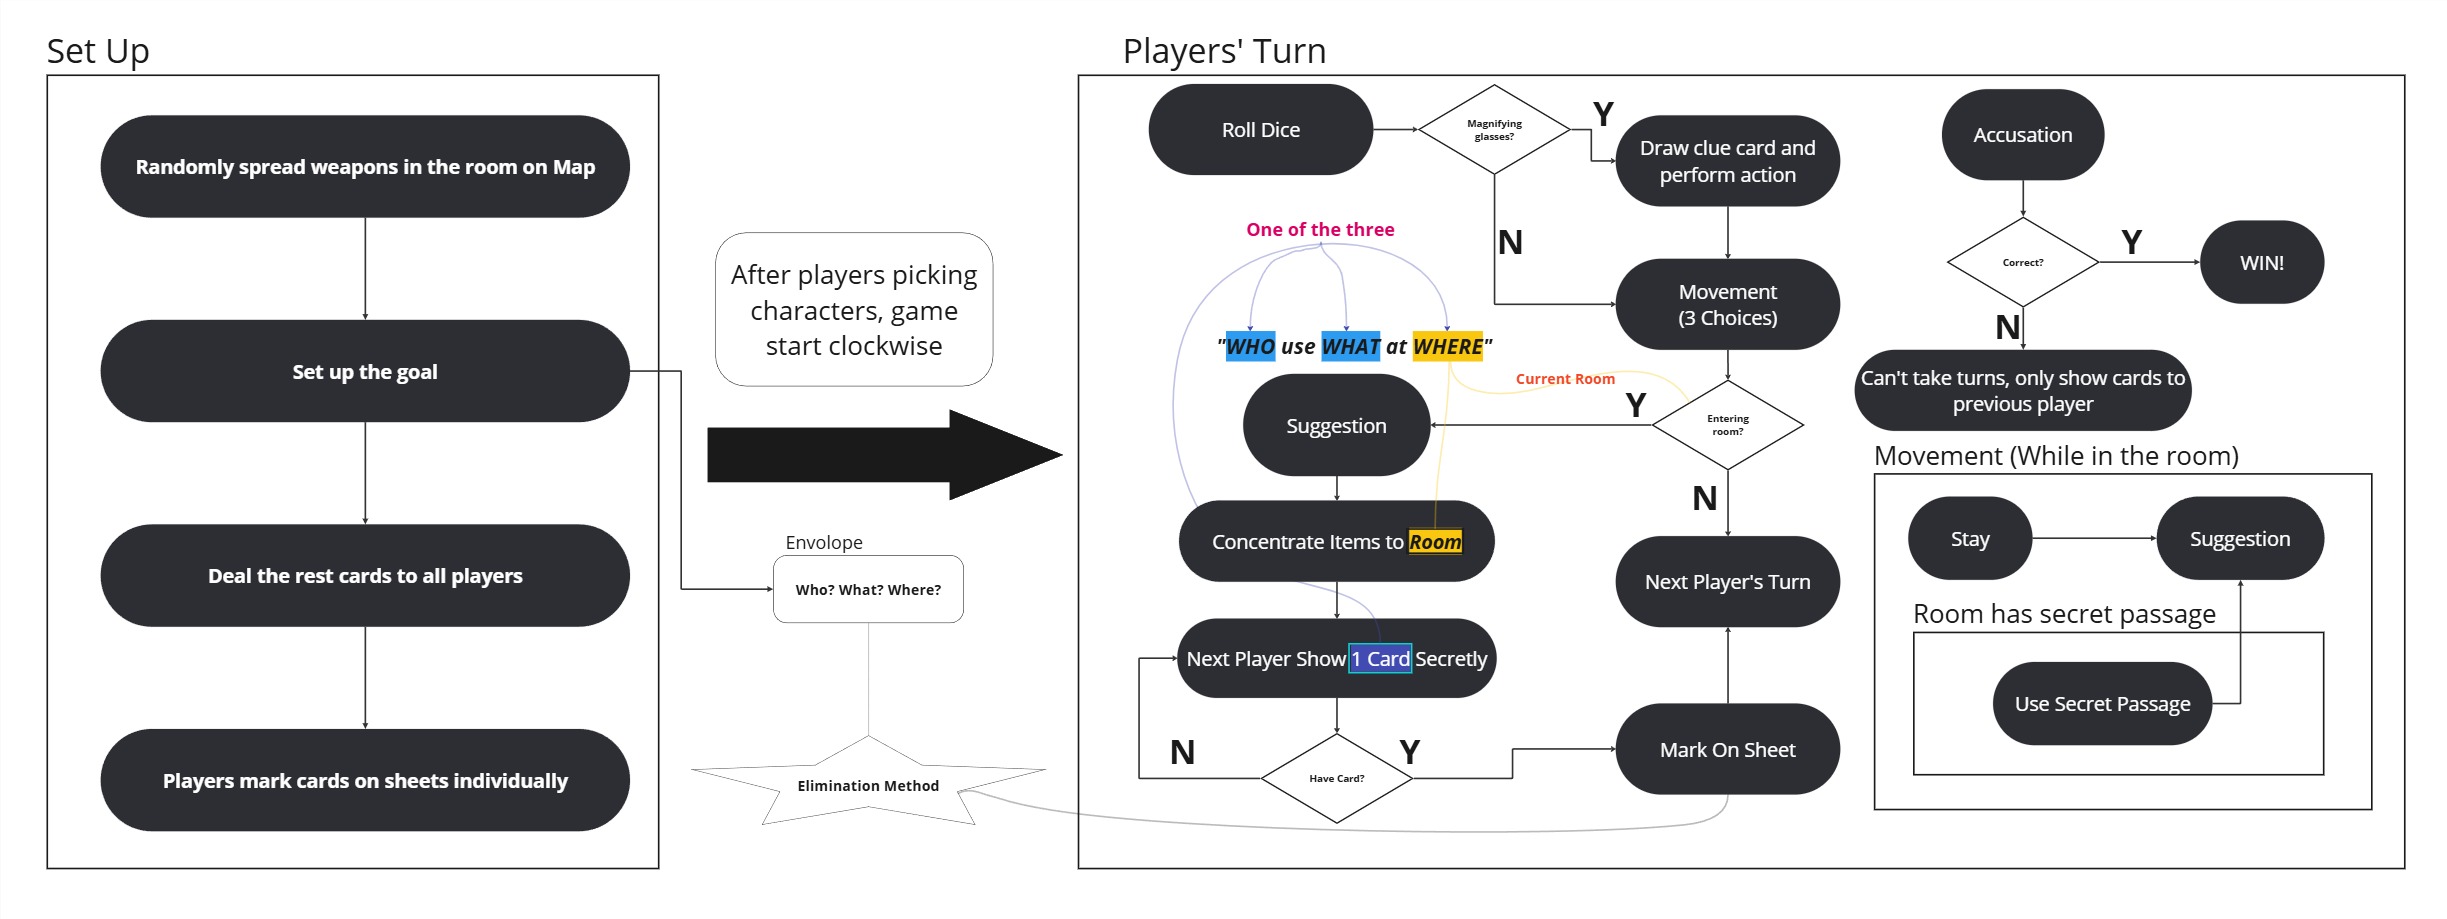 Set Up
Randomly spread weapons in the room on Map
Set up the goal
Deal the rest cards to all players
Players mark cards on sheets individually
After players picking
characters, game
start clockwise
Envolope
Who? What? Where?
Elimination Method
Players' Turn
Roll Dice
Magnifying
glasses?
Y
N
Draw clue card and
perform action
Movement
(3 Choices)
One of the three
"WHO use WHAT at WHERE"
Current Room
Entering
room?
Y
N
Suggestion
Concentrate Items to Room
Next Player Show 1 Card Secretly
Have Card?
N
Y
Next Player's Turn
Mark On Sheet
Accusation
Correct?
Y
WIN!
N
Can't take turns, only show cards to
previous player
Movement (While in the room)
Stay
Suggestion
Room has secret passage
Use Secret Passage